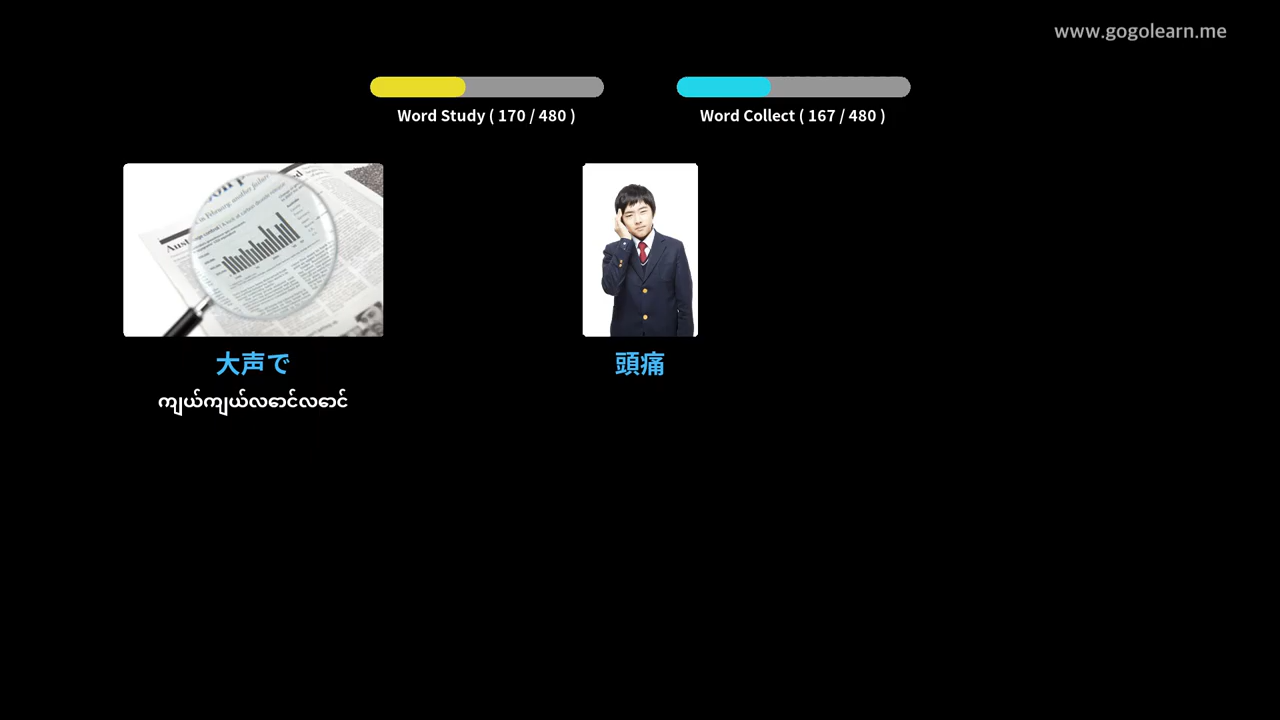 www.gogolearn.me
Word Study ( 170 / 480 )
Word Collect ( 167 / 480 )
大声で
ကျယ်ကျယ်လောင်လောင်
頭痛